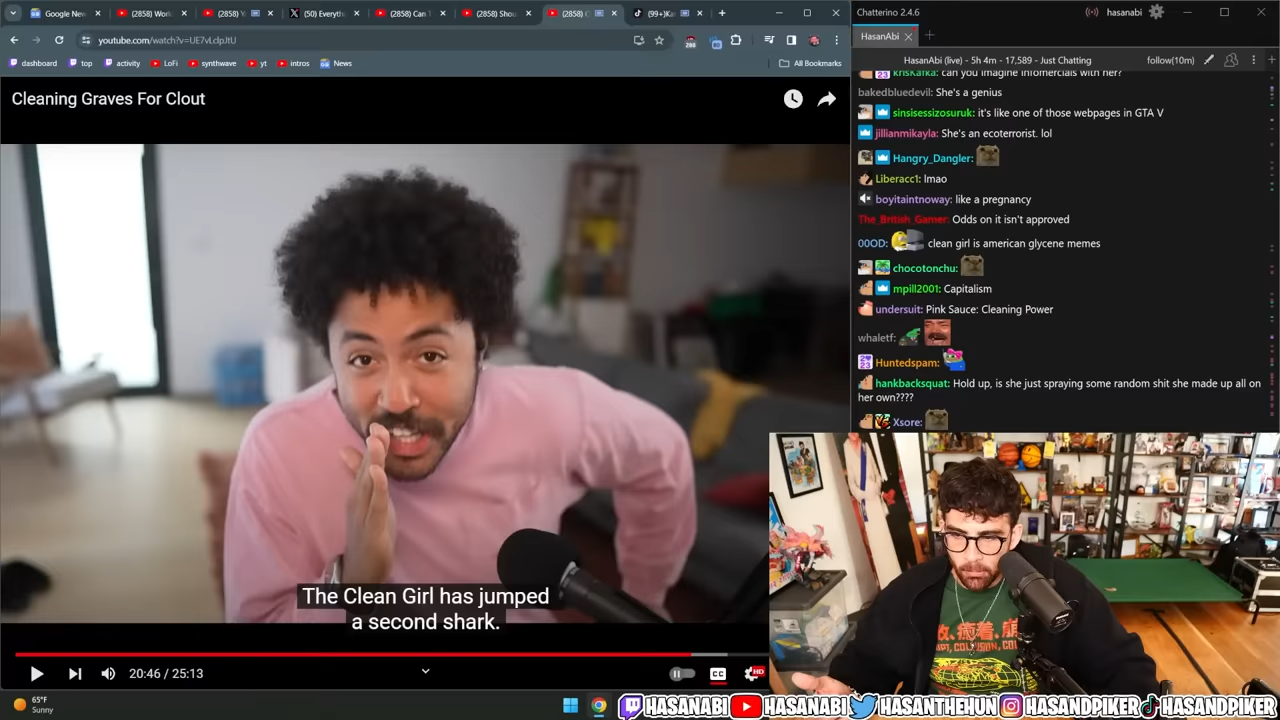 Google New
(2858) Work
(2858) Y
(50) Everyth
(2858) Can T
(2858) Shou
(2858) C
(99+)Ka
youtube.com/watch?v=UE7vLclpJtU
dashboard
top
activity
LoFi
synthwave
yt
intros
News
All Bookmarks
Cleaning Graves For Clout
The Clean Girl has jumped
a second shark.
20:46 / 25:13
CC
HD
65°F
Sunny
Chatterino 2.4.6
hasanabi
HasanAbi
HasanAbi (live) - 5h 4m - 17,589 - Just Chatting
follow(10m)
krisKafka: can you imagine infomercials with her?
bakedbluedevil: She's a genius
sinsisessizosuruk: it's like one of those webpages in GTA V
jillianmikayla: She's an ecoterrorist. lol
Hangry_Dangler:
Liberacc1: lmao
boyitaintnoway: like a pregnancy
The_British_Gamer: Odds on it isn't approved
00OD: clean girl is american glycene memes
chocotonchu:
mpill2001: Capitalism
undersuit: Pink Sauce: Cleaning Power
whaletf:
Huntedspam:
hankbacksquat: Hold up, is she just spraying some random shit she made up all on
her own????
Xsore:
HASANABI
HASANABI
HASANTHEHUN
HASANDPIKER
HASANDPIKER